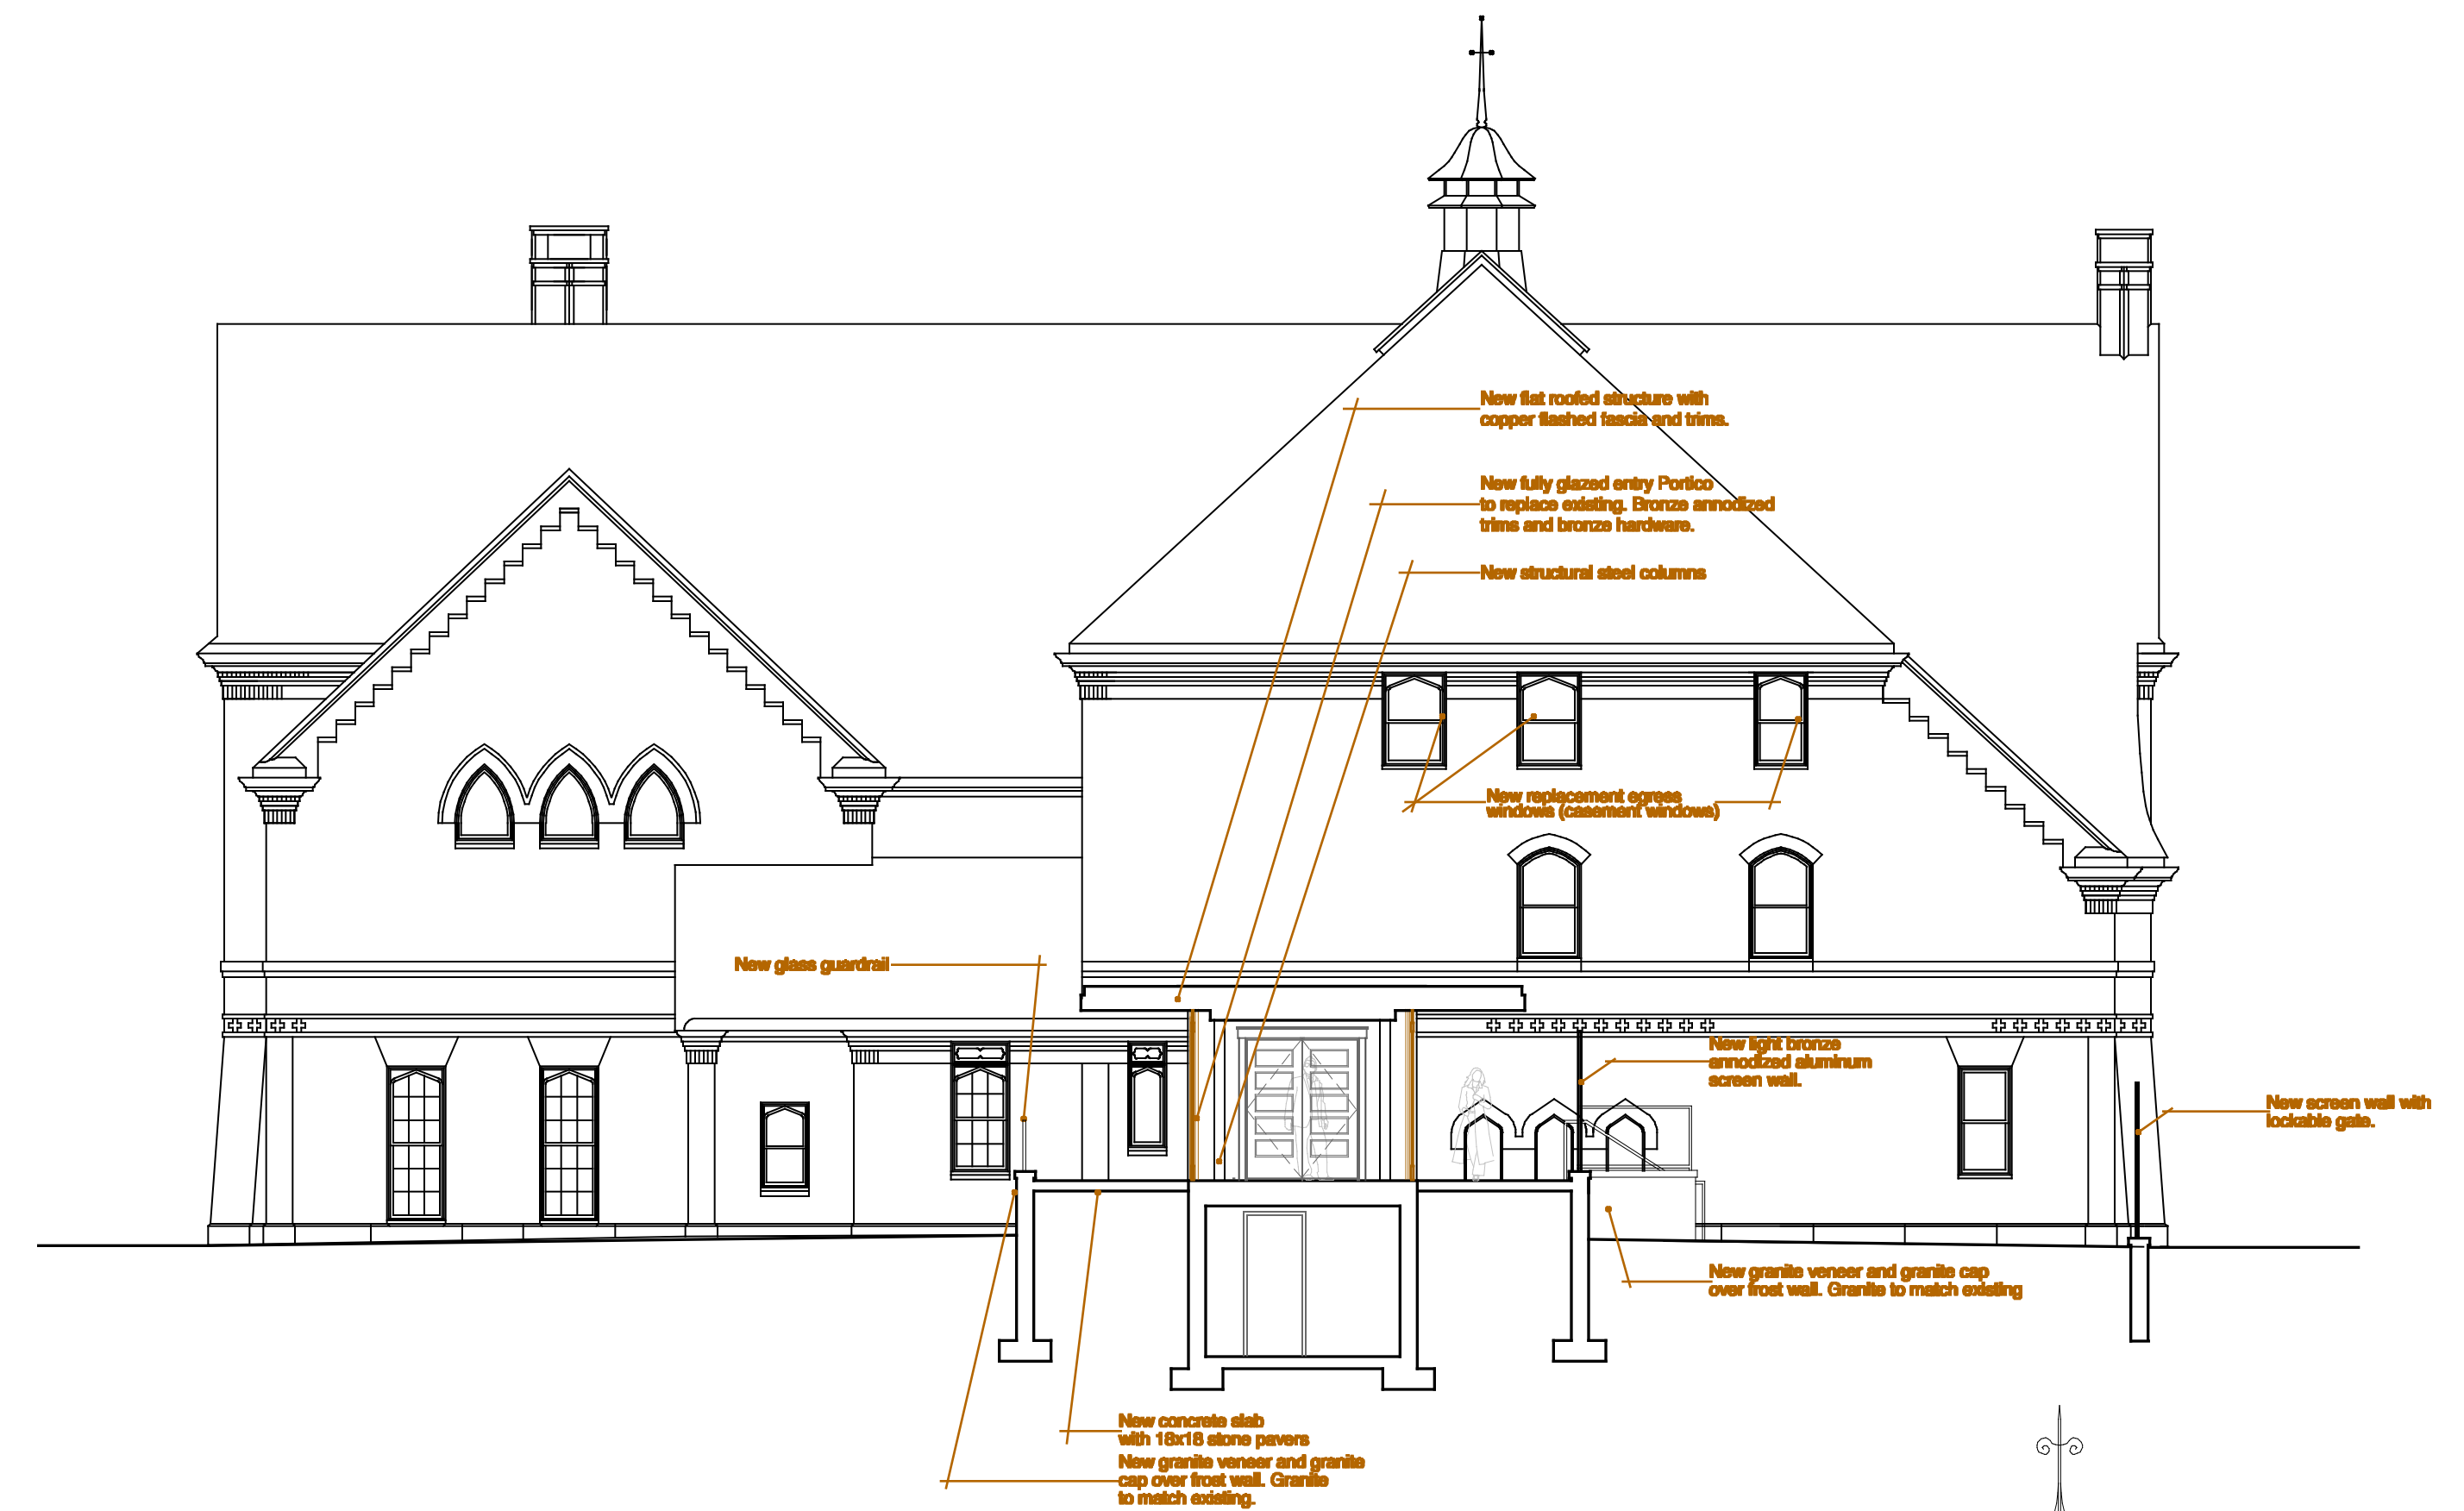 New flat roofed structure with
copper flashed fascia and trims.
New fully glazed entry Portico
to replace existing. Bronze annodized
trims and bronze hardware.
New structural steel columns
New replacement egress
windows (casement windows)
New glass guardrail
New light bronze
annodized aluminum
screen wall.
New screen wall with
lockable gate.
New granite veneer and granite cap
over frost wall. Granite to match existing
New concrete slab
with 18x18 stone pavers
New granite veneer and granite
cap over frost wall. Granite
to match existing.